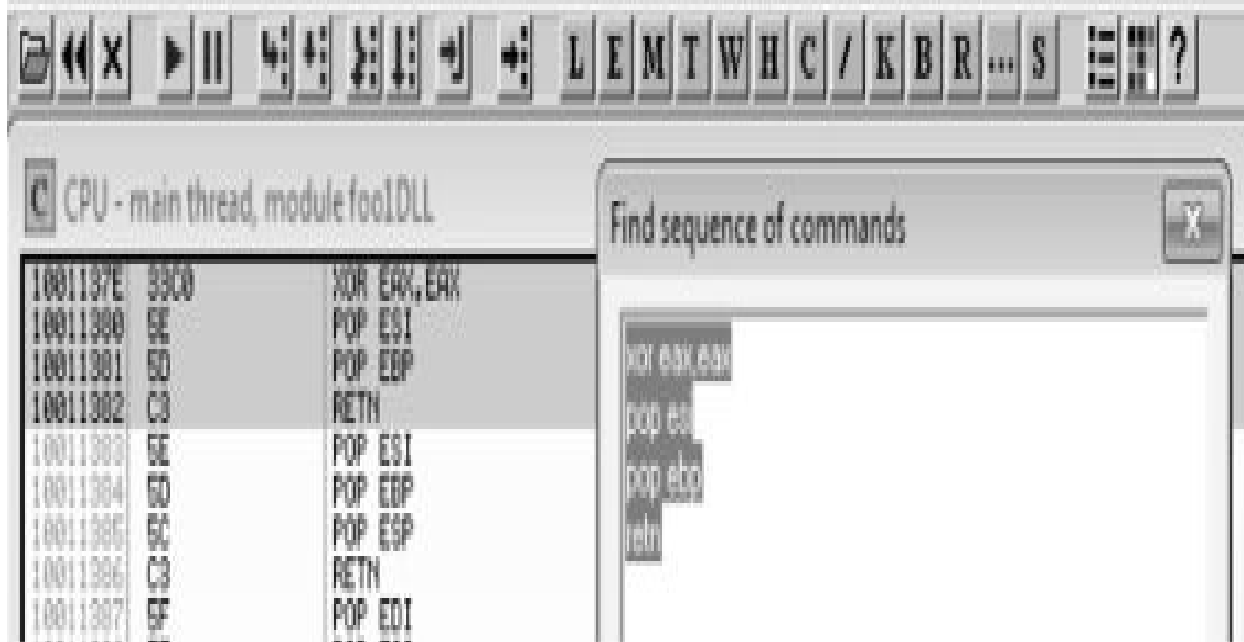 L E M T W H C / K B R ... S ?
C CPU - main thread, module foo1DLL
Find sequence of commands
X
1001137E 33C0 XOR EAX,EAX
10011380 5E POP ESI
10011381 5D POP EBP
10011382 C3 RETN
10011383 5E POP ESI
10011384 5D POP EBP
10011385 5C POP ESP
10011386 C3 RETN
10011387 5F POP EDI
xor eax,eax
pop esi
pop ebp
retn